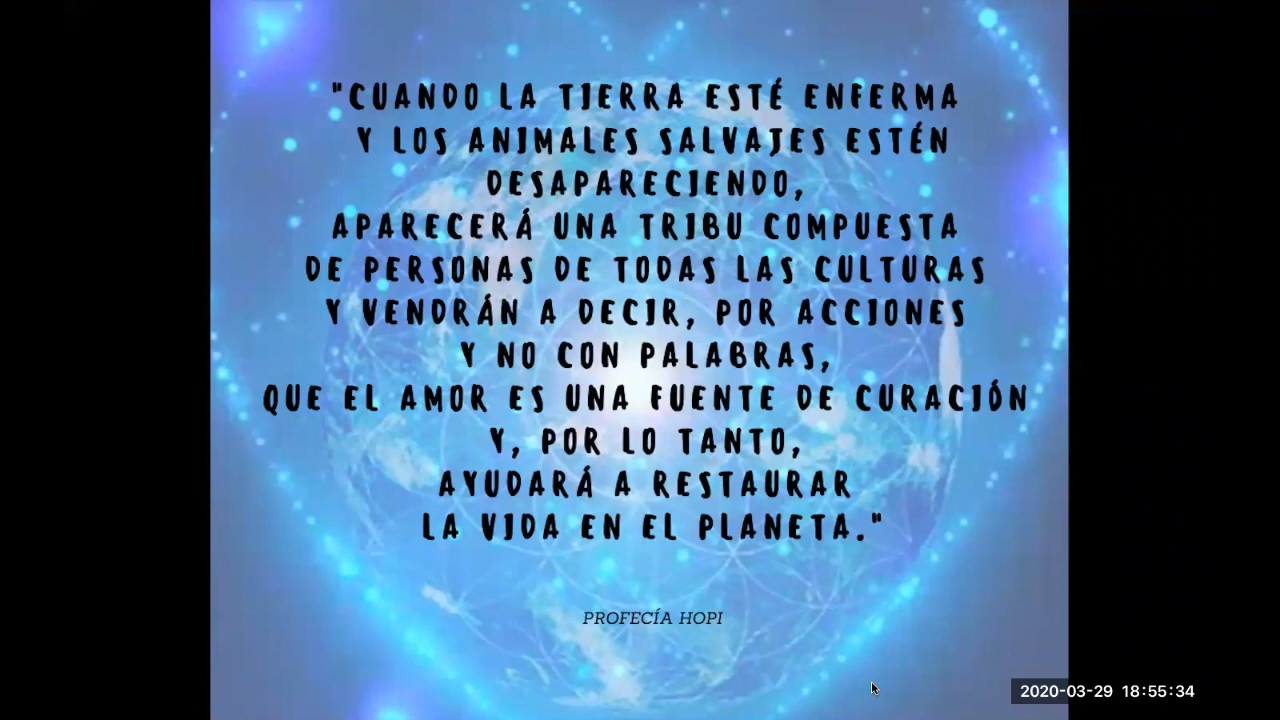 "CUANDO LA TIERRA ESTÉ ENFERMA
Y LOS ANIMALES SALVAJES ESTÉN
DESAPARECIENDO,
APARECERÁ UNA TRIBU COMPUESTA
DE PERSONAS DE TODAS LAS CULTURAS
Y VENDRÁN A DECIR, POR ACCIONES
Y NO CON PALABRAS,
QUE EL AMOR ES UNA FUENTE DE CURACIÓN
Y, POR LO TANTO,
AYUDARÁ A RESTAURAR
LA VIDA EN EL PLANETA."
PROFECÍA HOPI
2020-03-29 18:55:34